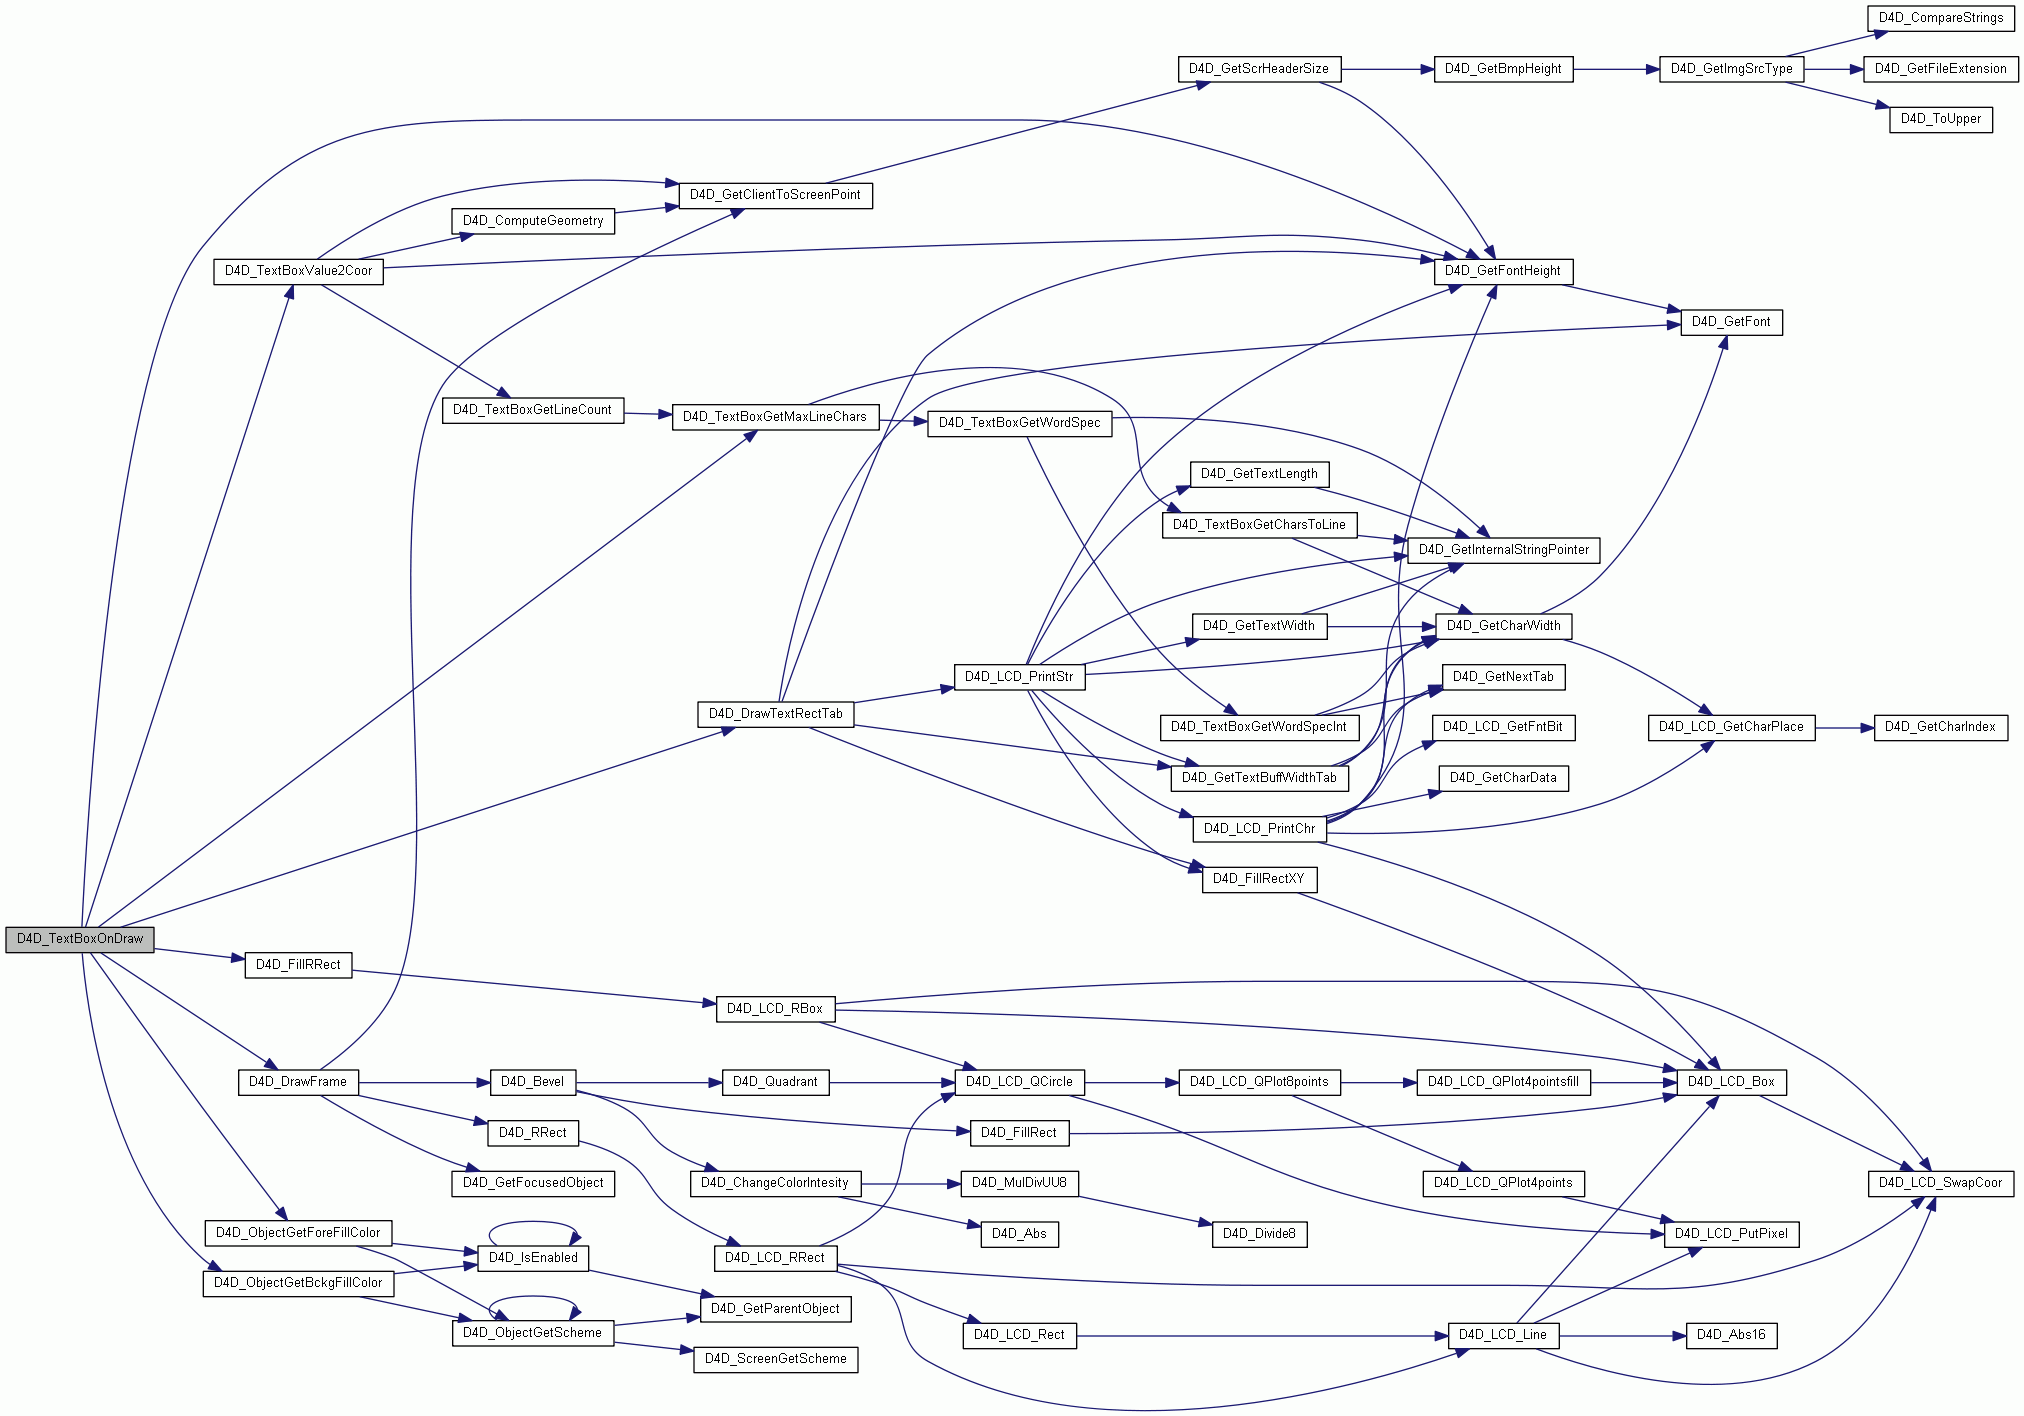 D4D_CompareStrings
D4D_GetScrHeaderSize
D4D_GetBmpHeight
D4D_GetImgSrcType
D4D_GetFileExtension
D4D_ToUpper
D4D_GetClientToScreenPoint
D4D_ComputeGeometry
D4D_TextBoxValue2Coor
D4D_GetFontHeight
D4D_GetFont
D4D_TextBoxGetLineCount
D4D_TextBoxGetMaxLineChars
D4D_TextBoxGetWordSpec
D4D_GetTextLength
D4D_TextBoxGetCharsToLine
D4D_GetInternalStringPointer
D4D_GetTextWidth
D4D_GetCharWidth
D4D_LCD_PrintStr
D4D_GetNextTab
D4D_DrawTextRectTab
D4D_TextBoxGetWordSpecInt
D4D_LCD_GetFntBit
D4D_LCD_GetCharPlace
D4D_GetCharIndex
D4D_GetTextBuffWidthTab
D4D_GetCharData
D4D_LCD_PrintChr
D4D_FillRectXY
D4D_TextBoxOnDraw
D4D_FillRRect
D4D_LCD_RBox
D4D_DrawFrame
D4D_Bevel
D4D_Quadrant
D4D_LCD_QCircle
D4D_LCD_QPlot8points
D4D_LCD_QPlot4pointsfill
D4D_LCD_Box
D4D_RRect
D4D_FillRect
D4D_GetFocusedObject
D4D_ChangeColorIntesity
D4D_MulDivUU8
D4D_LCD_QPlot4points
D4D_LCD_SwapCoor
D4D_ObjectGetForeFillColor
D4D_Abs
D4D_Divide8
D4D_LCD_PutPixel
D4D_IsEnabled
D4D_LCD_RRect
D4D_ObjectGetBckgFillColor
D4D_GetParentObject
D4D_ObjectGetScheme
D4D_LCD_Rect
D4D_LCD_Line
D4D_Abs16
D4D_ScreenGetScheme